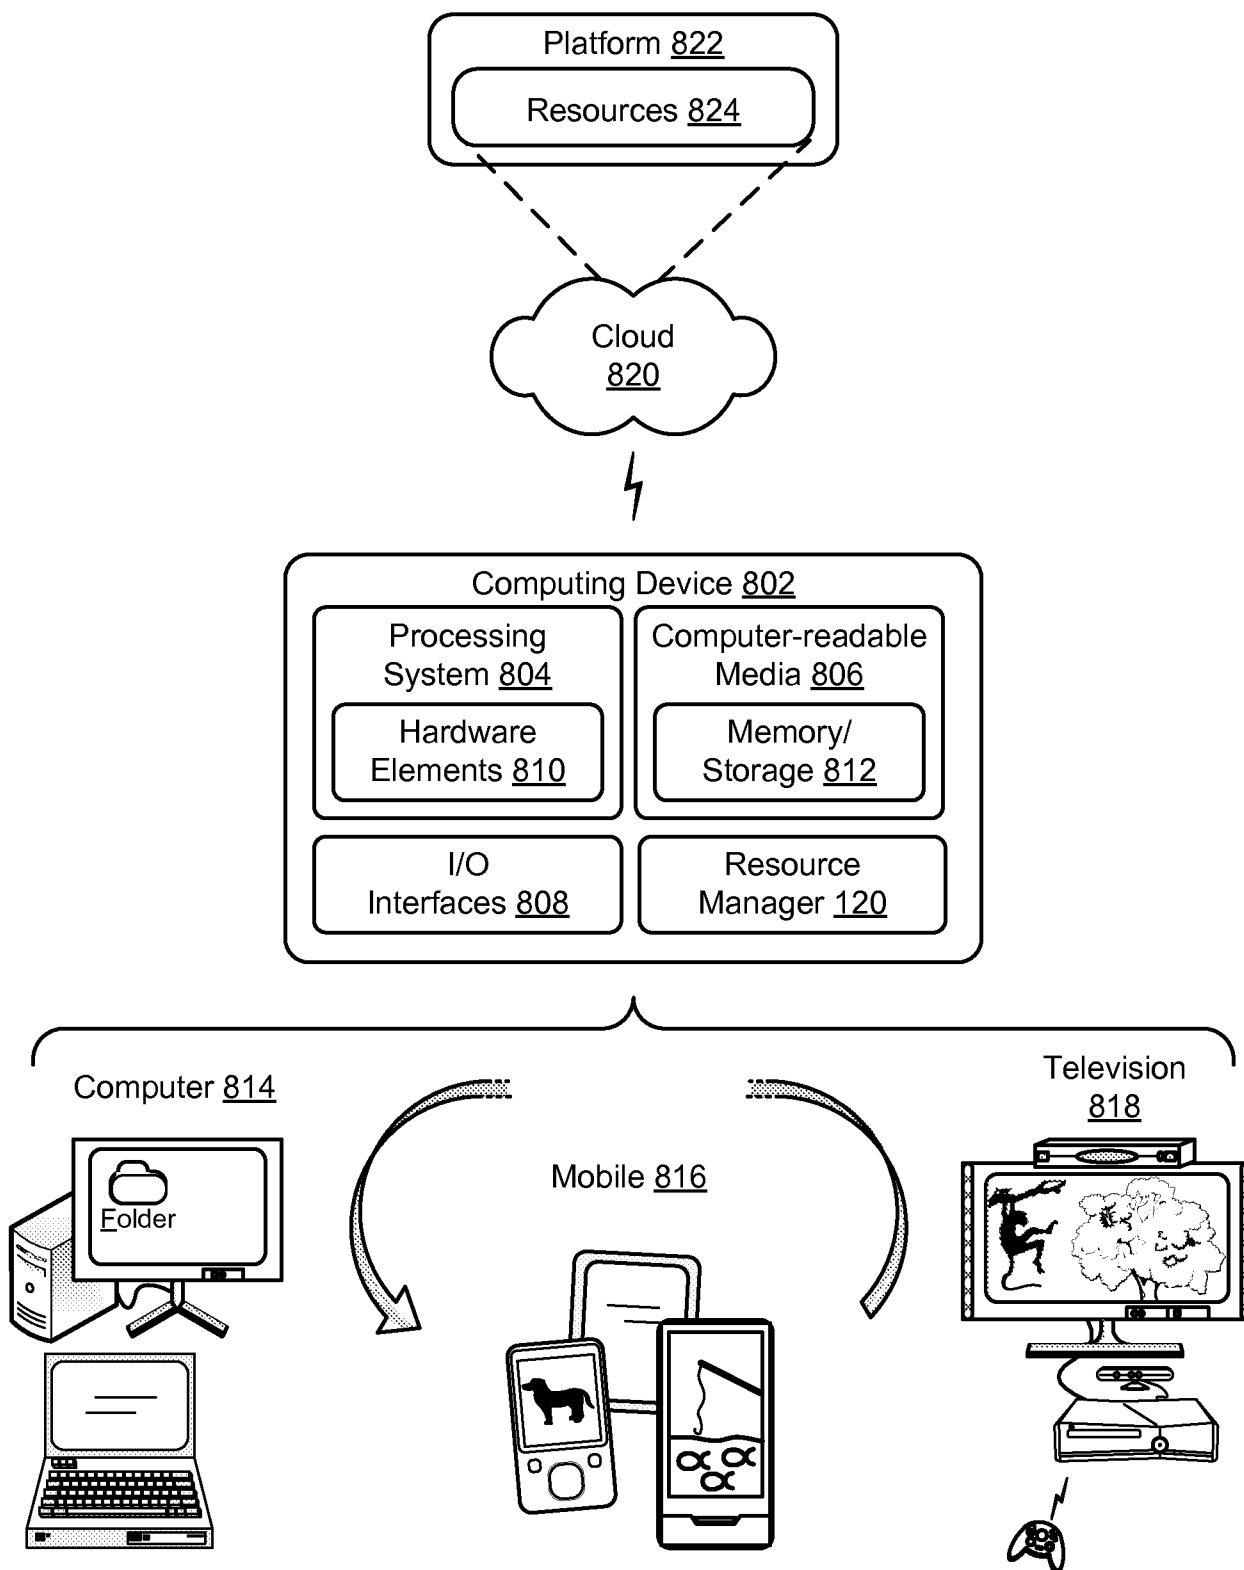 Platform 822
Resources 824
Cloud
820
Computing Device 802
Processing
System 804
Hardware
Elements 810
Computer-readable
Media 806
Memory/
Storage 812
I/O
Interfaces 808
Resource
Manager 120
Computer 814
Folder
Mobile 816
Television
818